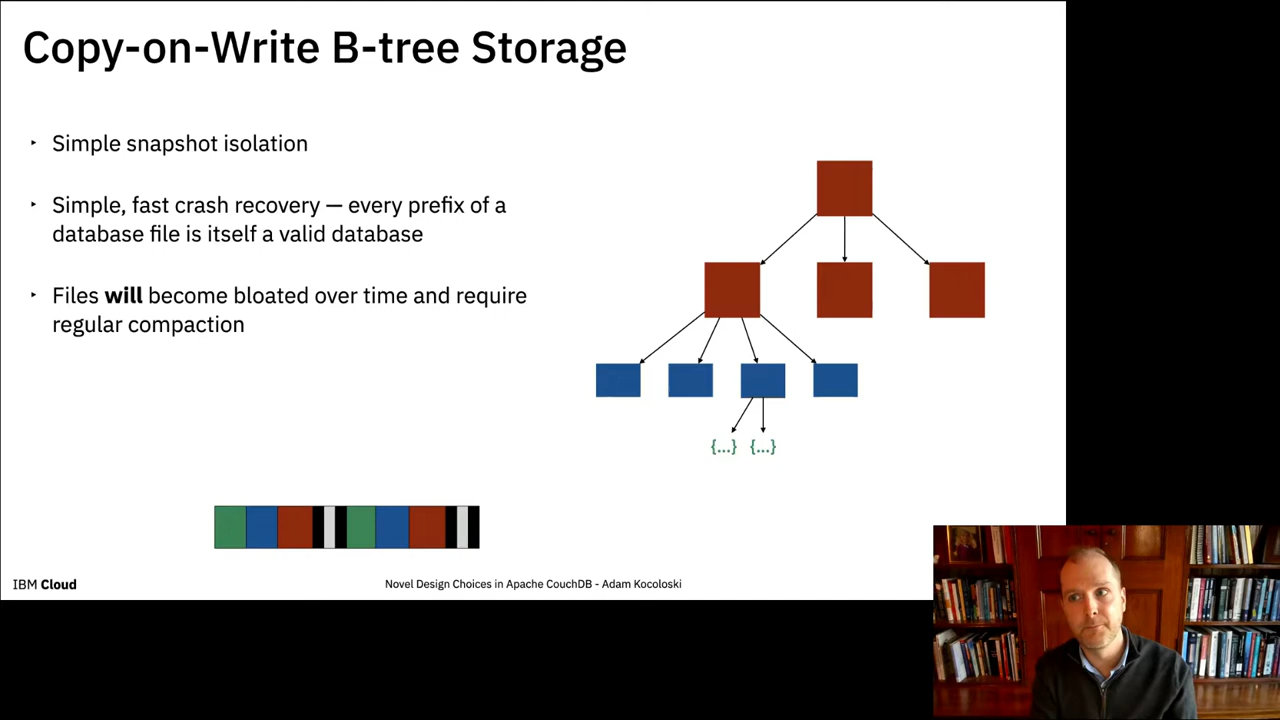 Copy-on-Write B-tree Storage
‣ Simple snapshot isolation
‣ Simple, fast crash recovery — every prefix of a
database file is itself a valid database
‣ Files will become bloated over time and require
regular compaction
{...} {...}
IBM Cloud
Novel Design Choices in Apache CouchDB - Adam Kocoloski